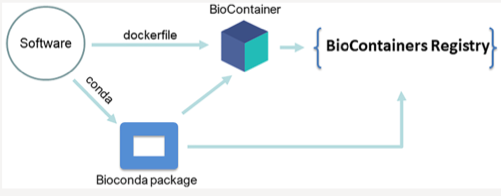 BioContainer
Software
dockerfile
{ BioContainers Registry }
conda
Bioconda package